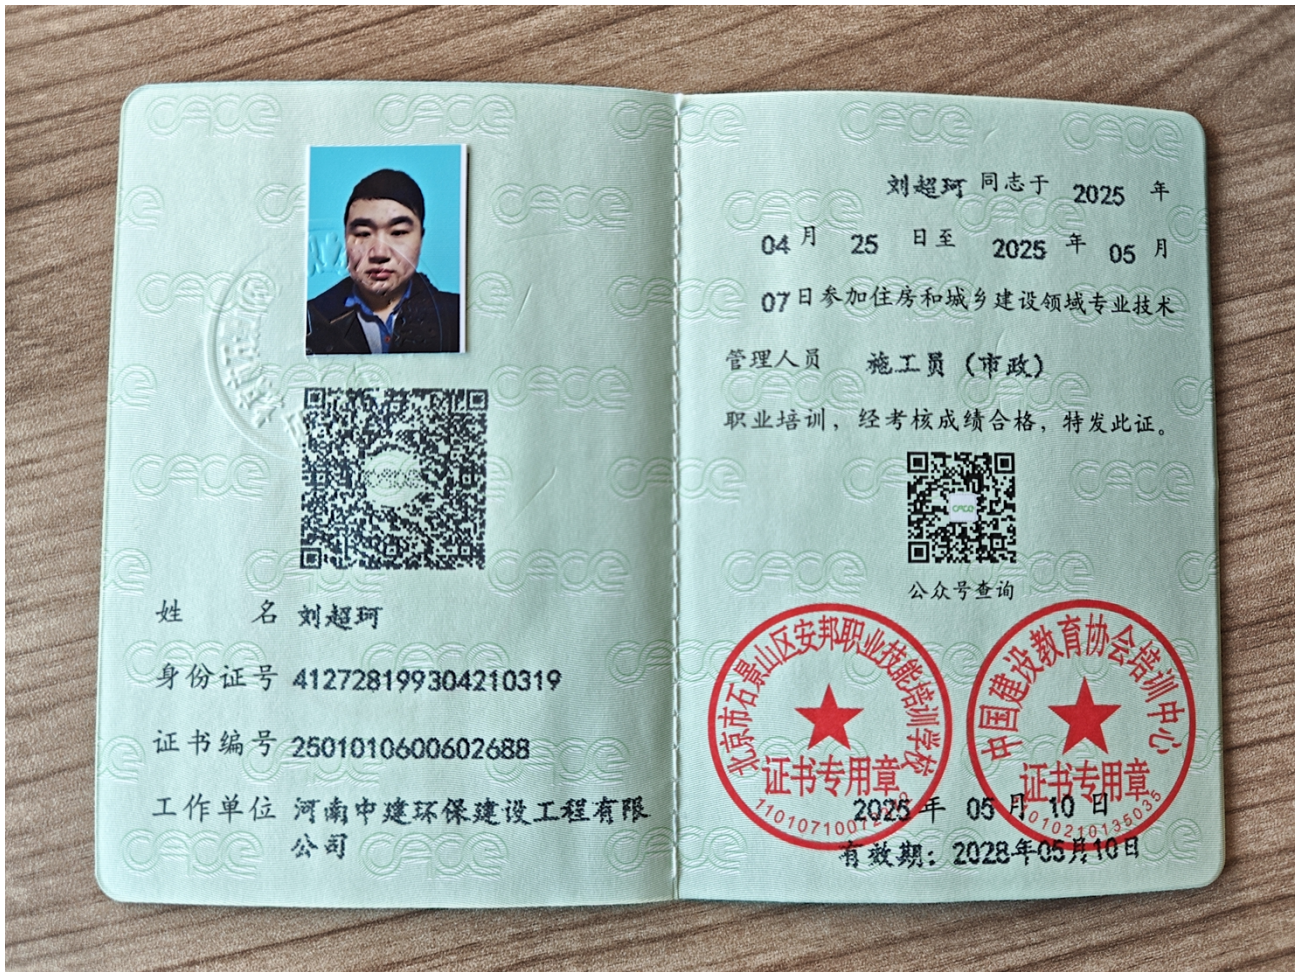 姓 名 刘超珂
身份证号 412728199304210319
证书编号 2501010600602688
工作单位 河南中建环保建设工程有限
公司
刘超珂 同志于 2025 年
04 月 25 日至 2025 年 05 月
07 日参加住房和城乡建设领域专业技术
管理人员 施工员（市政）
职业培训，经考核成绩合格，特发此证。
cece
公众号查询
北京市石景山区安邦职业技能培训学校
证书专用章
中国建设教育协会培训中心
证书专用章
2025 年 05 月 10 日
有效期：2028年05月10日